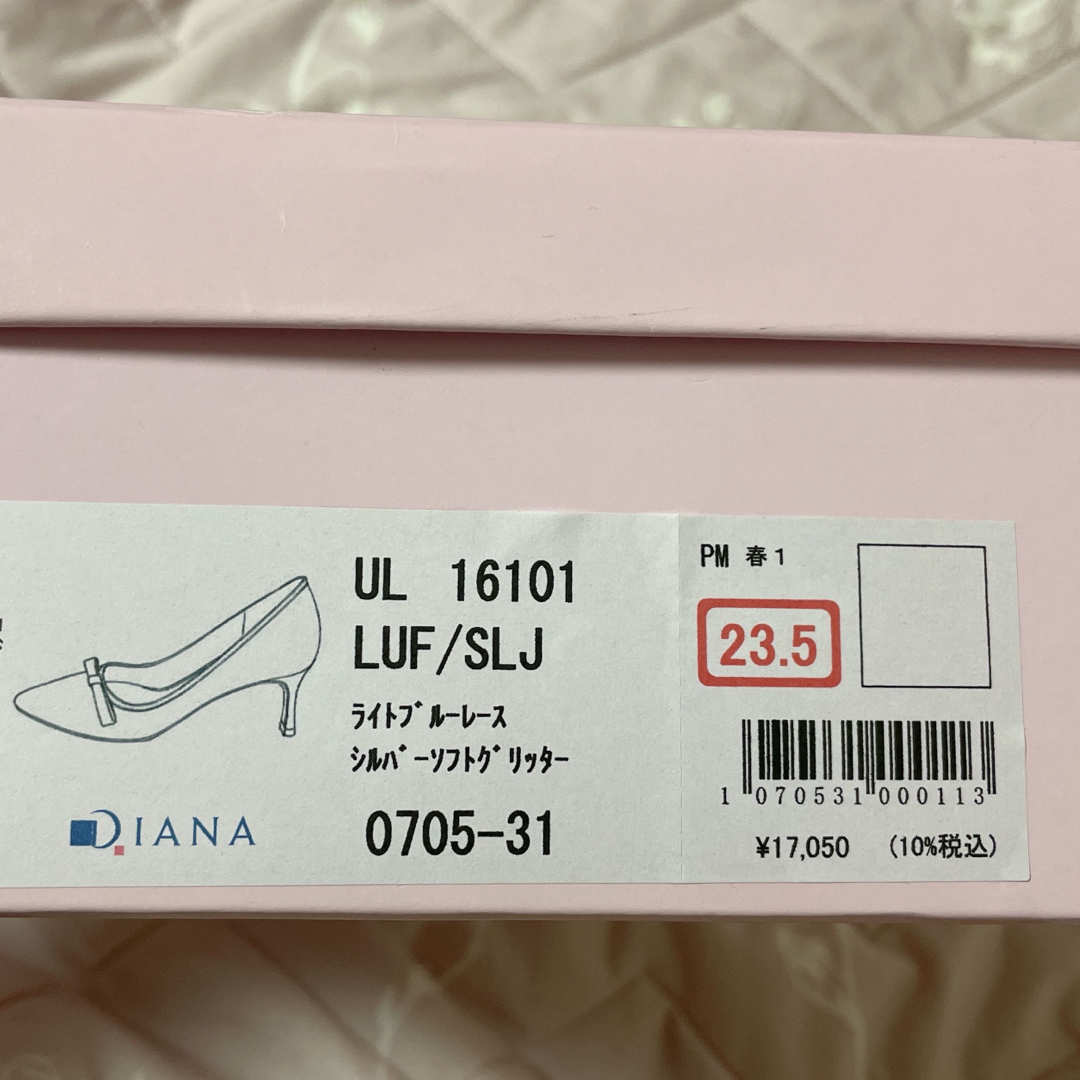 UL 16101
LUF/SLJ
ﾗｲﾄﾌﾞﾙｰﾚｰｽ
ｼﾙﾊﾞｰｿﾌﾄｸﾞﾘｯﾀｰ
DIANA
0705-31
PM 春1
23.5
1 070531 000113
¥17,050 (10%税込)